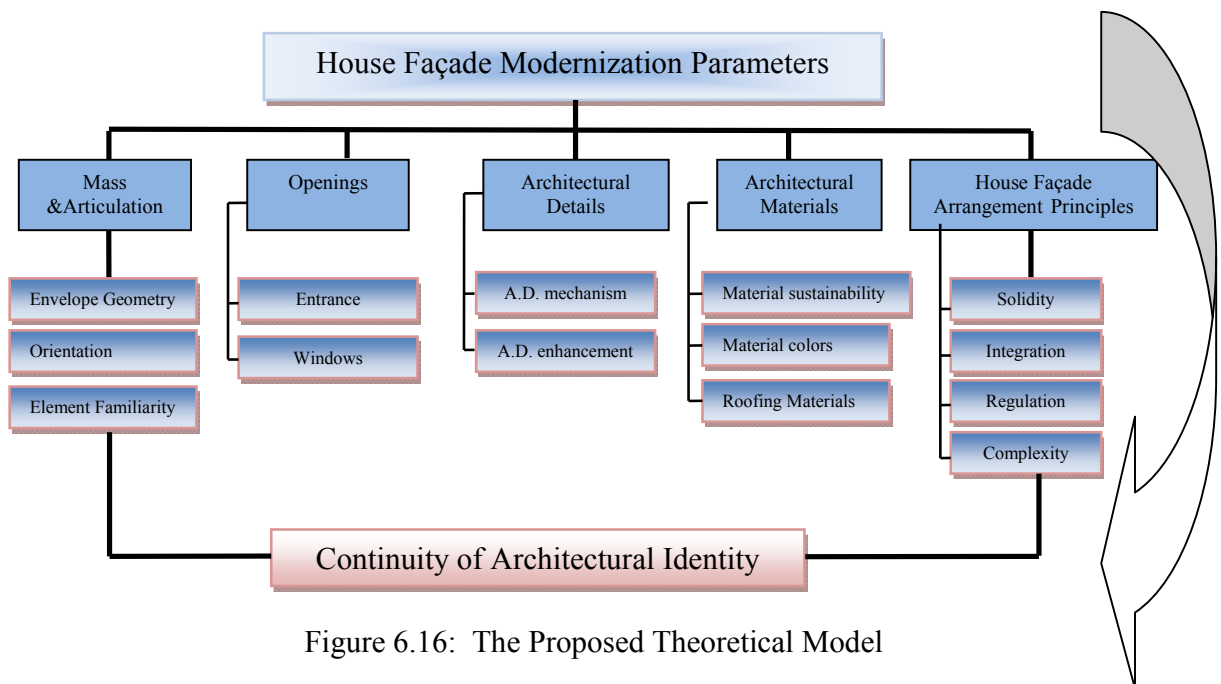 House Façade Modernization Parameters
Mass
&Articulation
Openings
Architectural
Details
Architectural
Materials
House Façade
Arrangement Principles
Envelope Geometry
Orientation
Element Familiarity
Entrance
Windows
A.D. mechanism
A.D. enhancement
Material sustainability
Material colors
Roofing Materials
Solidity
Integration
Regulation
Complexity
Continuity of Architectural Identity
Figure 6.16: The Proposed Theoretical Model